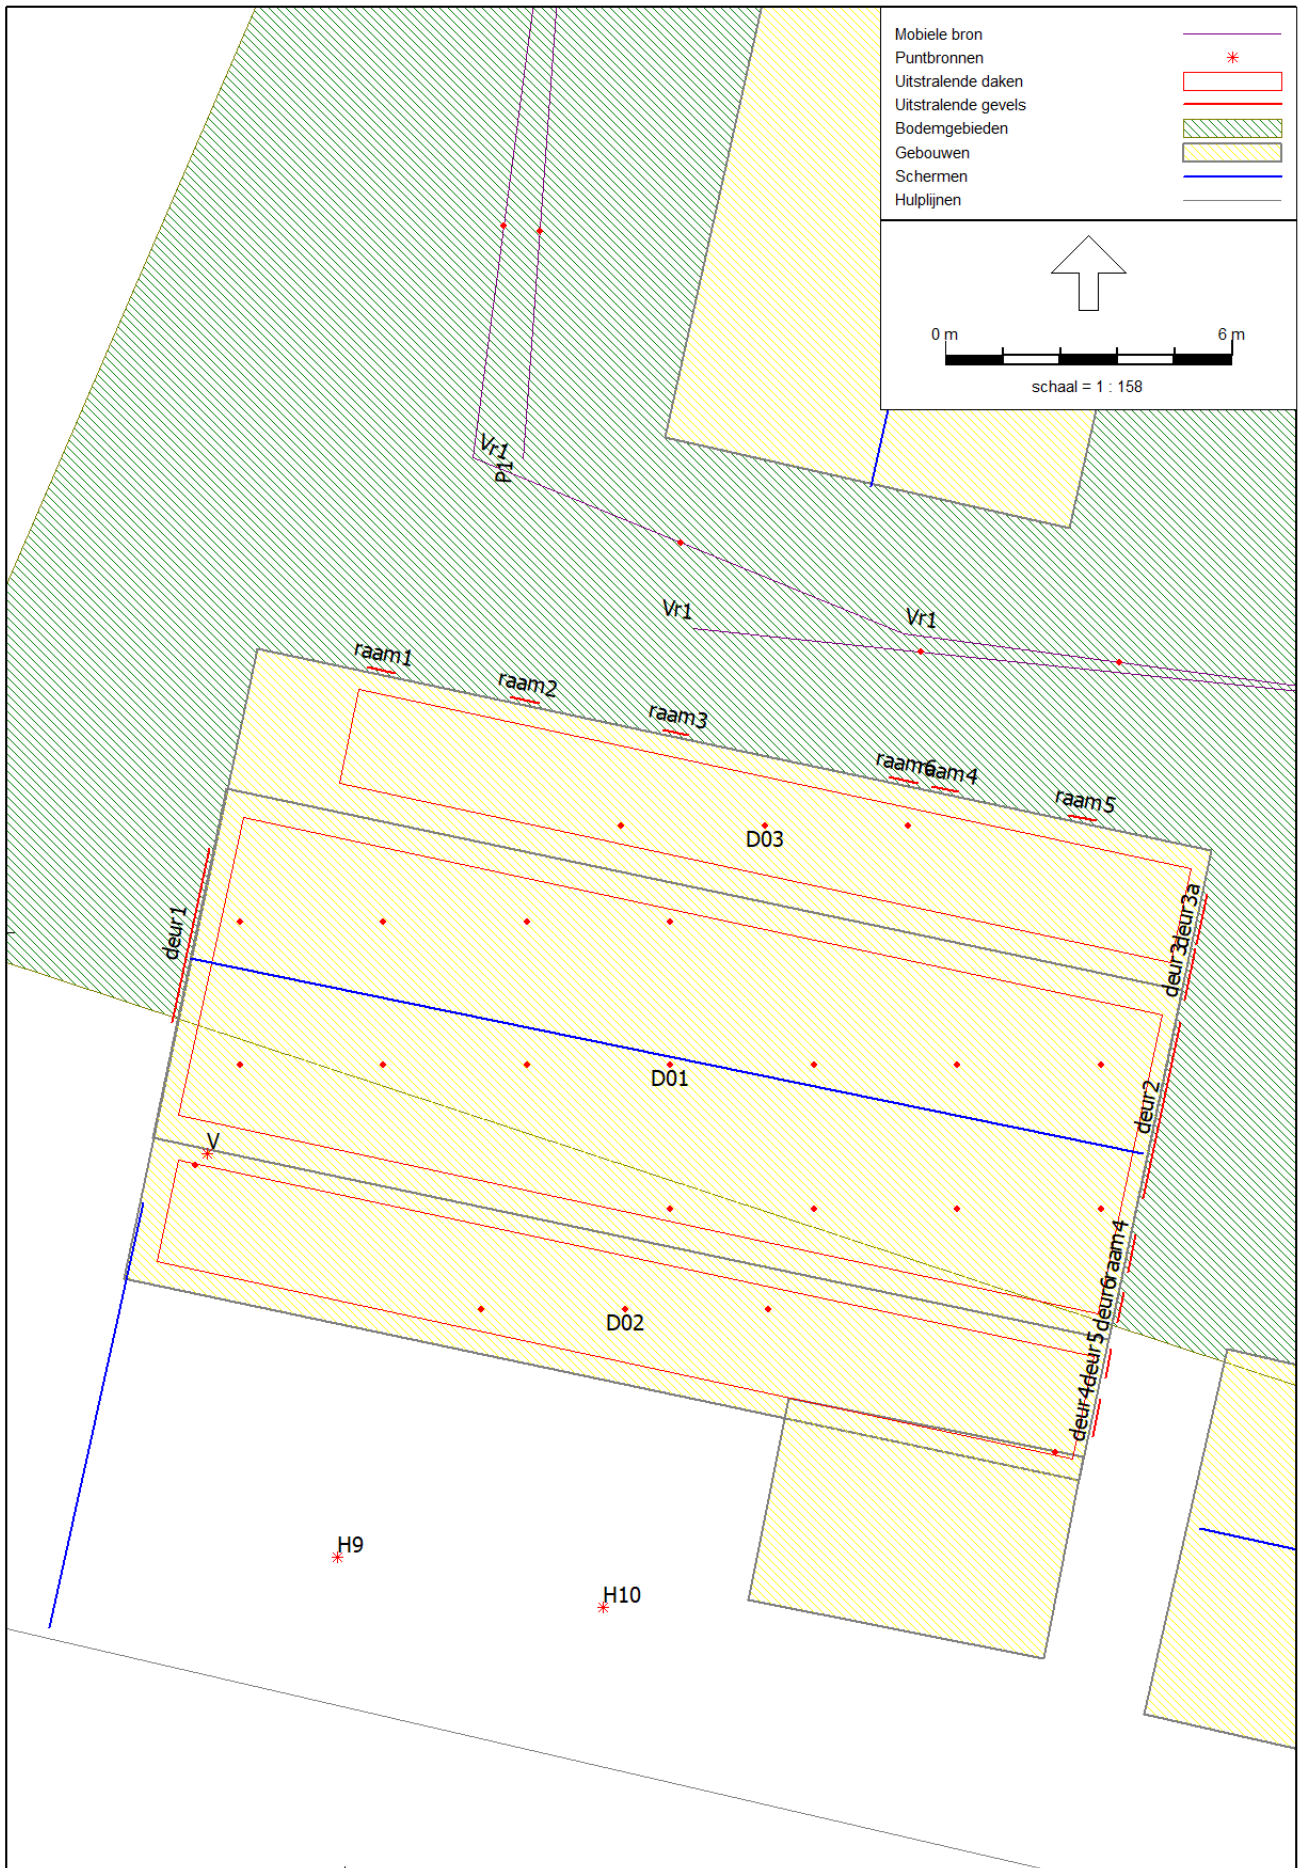 Mobiele bron
Puntbronnen
Uitstralende daken
Uitstralende gevels
Bodemgebieden
Gebouwen
Schermen
Hulplijnen
0 m 6 m
schaal = 1 : 158
Vr1
P1
Vr1
Vr1
raam1
raam2
raam3
raam6
raam4
raam5
D03
deur3a
deur3
deur1
D01
deur2
V
raam4
deur6
D02
deur5
deur4
H9
H10